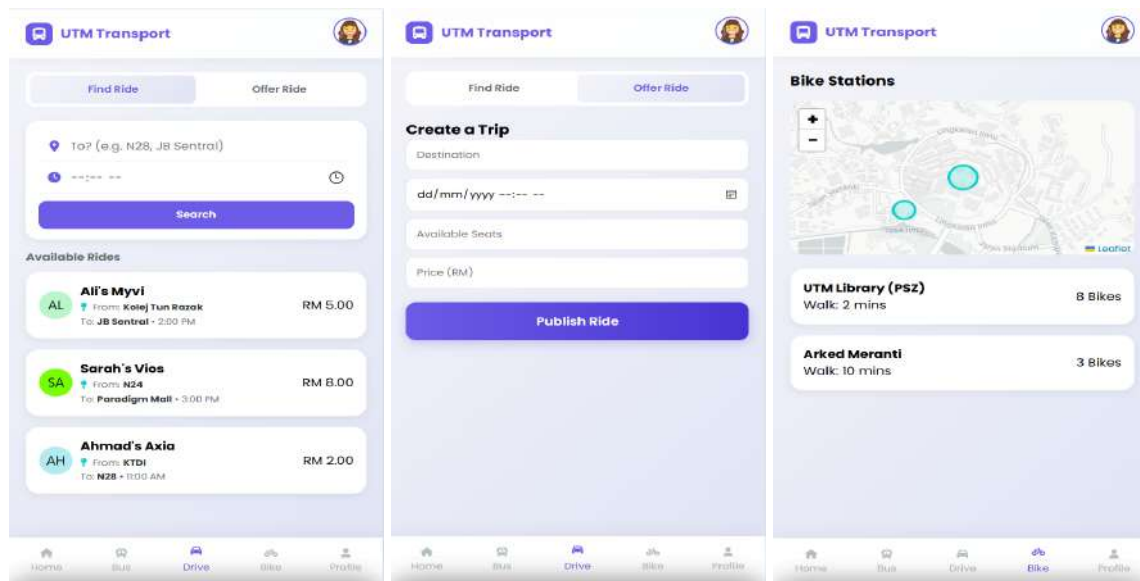 UTM Transport
Find Ride
Offer Ride
To? (e.g. N28, JB Sentral)
--:-- --
Search
Available Rides
AL
Ali's Myvi
From: Kolej Tun Razak
To: JB Sentral • 2:00 PM
RM 5.00
SA
Sarah's Vios
From: N24
To: Paradigm Mall • 3:00 PM
RM 8.00
AH
Ahmad's Axia
From: KTDI
To: N28 • 11:00 AM
RM 2.00
Home
Bus
Drive
Bike
Profile
UTM Transport
Find Ride
Offer Ride
Create a Trip
Destination
dd/mm/yyyy --:-- --
Available Seats
Price (RM)
Publish Ride
Home
Bus
Drive
Bike
Profile
UTM Transport
Bike Stations
+
−
Leaflet
UTM Library (PSZ)
Walk: 2 mins
8 Bikes
Arked Meranti
Walk: 10 mins
3 Bikes
Home
Bus
Drive
Bike
Profile